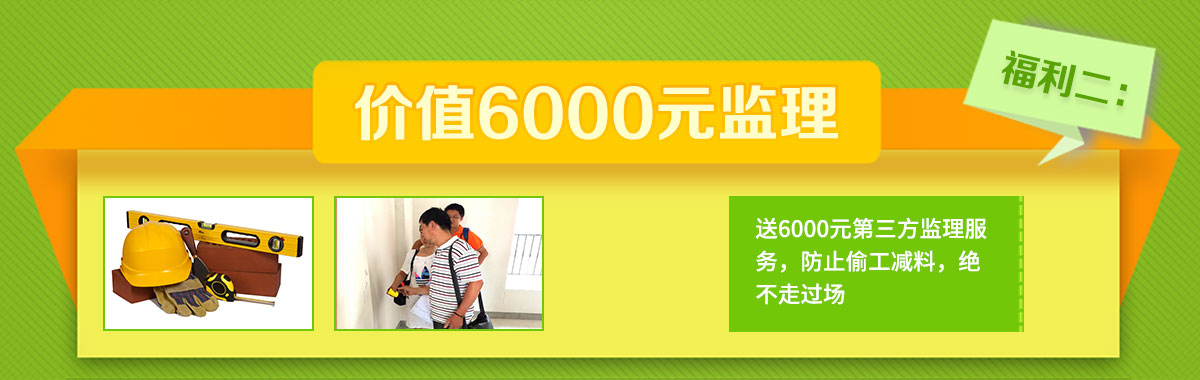 福利二：
价值6000元监理
送6000元第三方监理服
务，防止偷工减料，绝
不走过场